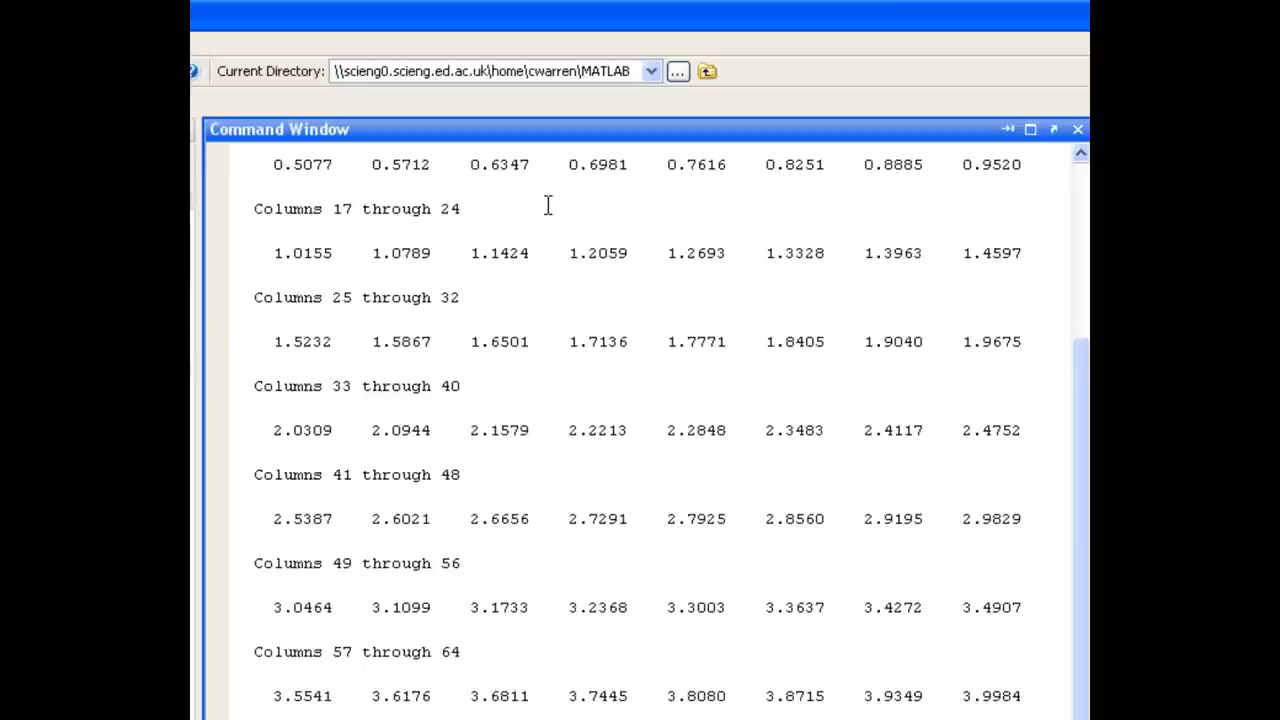 Current Directory: \\scieng0.scieng.ed.ac.uk\home\cwarren\MATLAB ...
Command Window
0.5077 0.5712 0.6347 0.6981 0.7616 0.8251 0.8885 0.9520
Columns 17 through 24
1.0155 1.0789 1.1424 1.2059 1.2693 1.3328 1.3963 1.4597
Columns 25 through 32
1.5232 1.5867 1.6501 1.7136 1.7771 1.8405 1.9040 1.9675
Columns 33 through 40
2.0309 2.0944 2.1579 2.2213 2.2848 2.3483 2.4117 2.4752
Columns 41 through 48
2.5387 2.6021 2.6656 2.7291 2.7925 2.8560 2.9195 2.9829
Columns 49 through 56
3.0464 3.1099 3.1733 3.2368 3.3003 3.3637 3.4272 3.4907
Columns 57 through 64
3.5541 3.6176 3.6811 3.7445 3.8080 3.8715 3.9349 3.9984